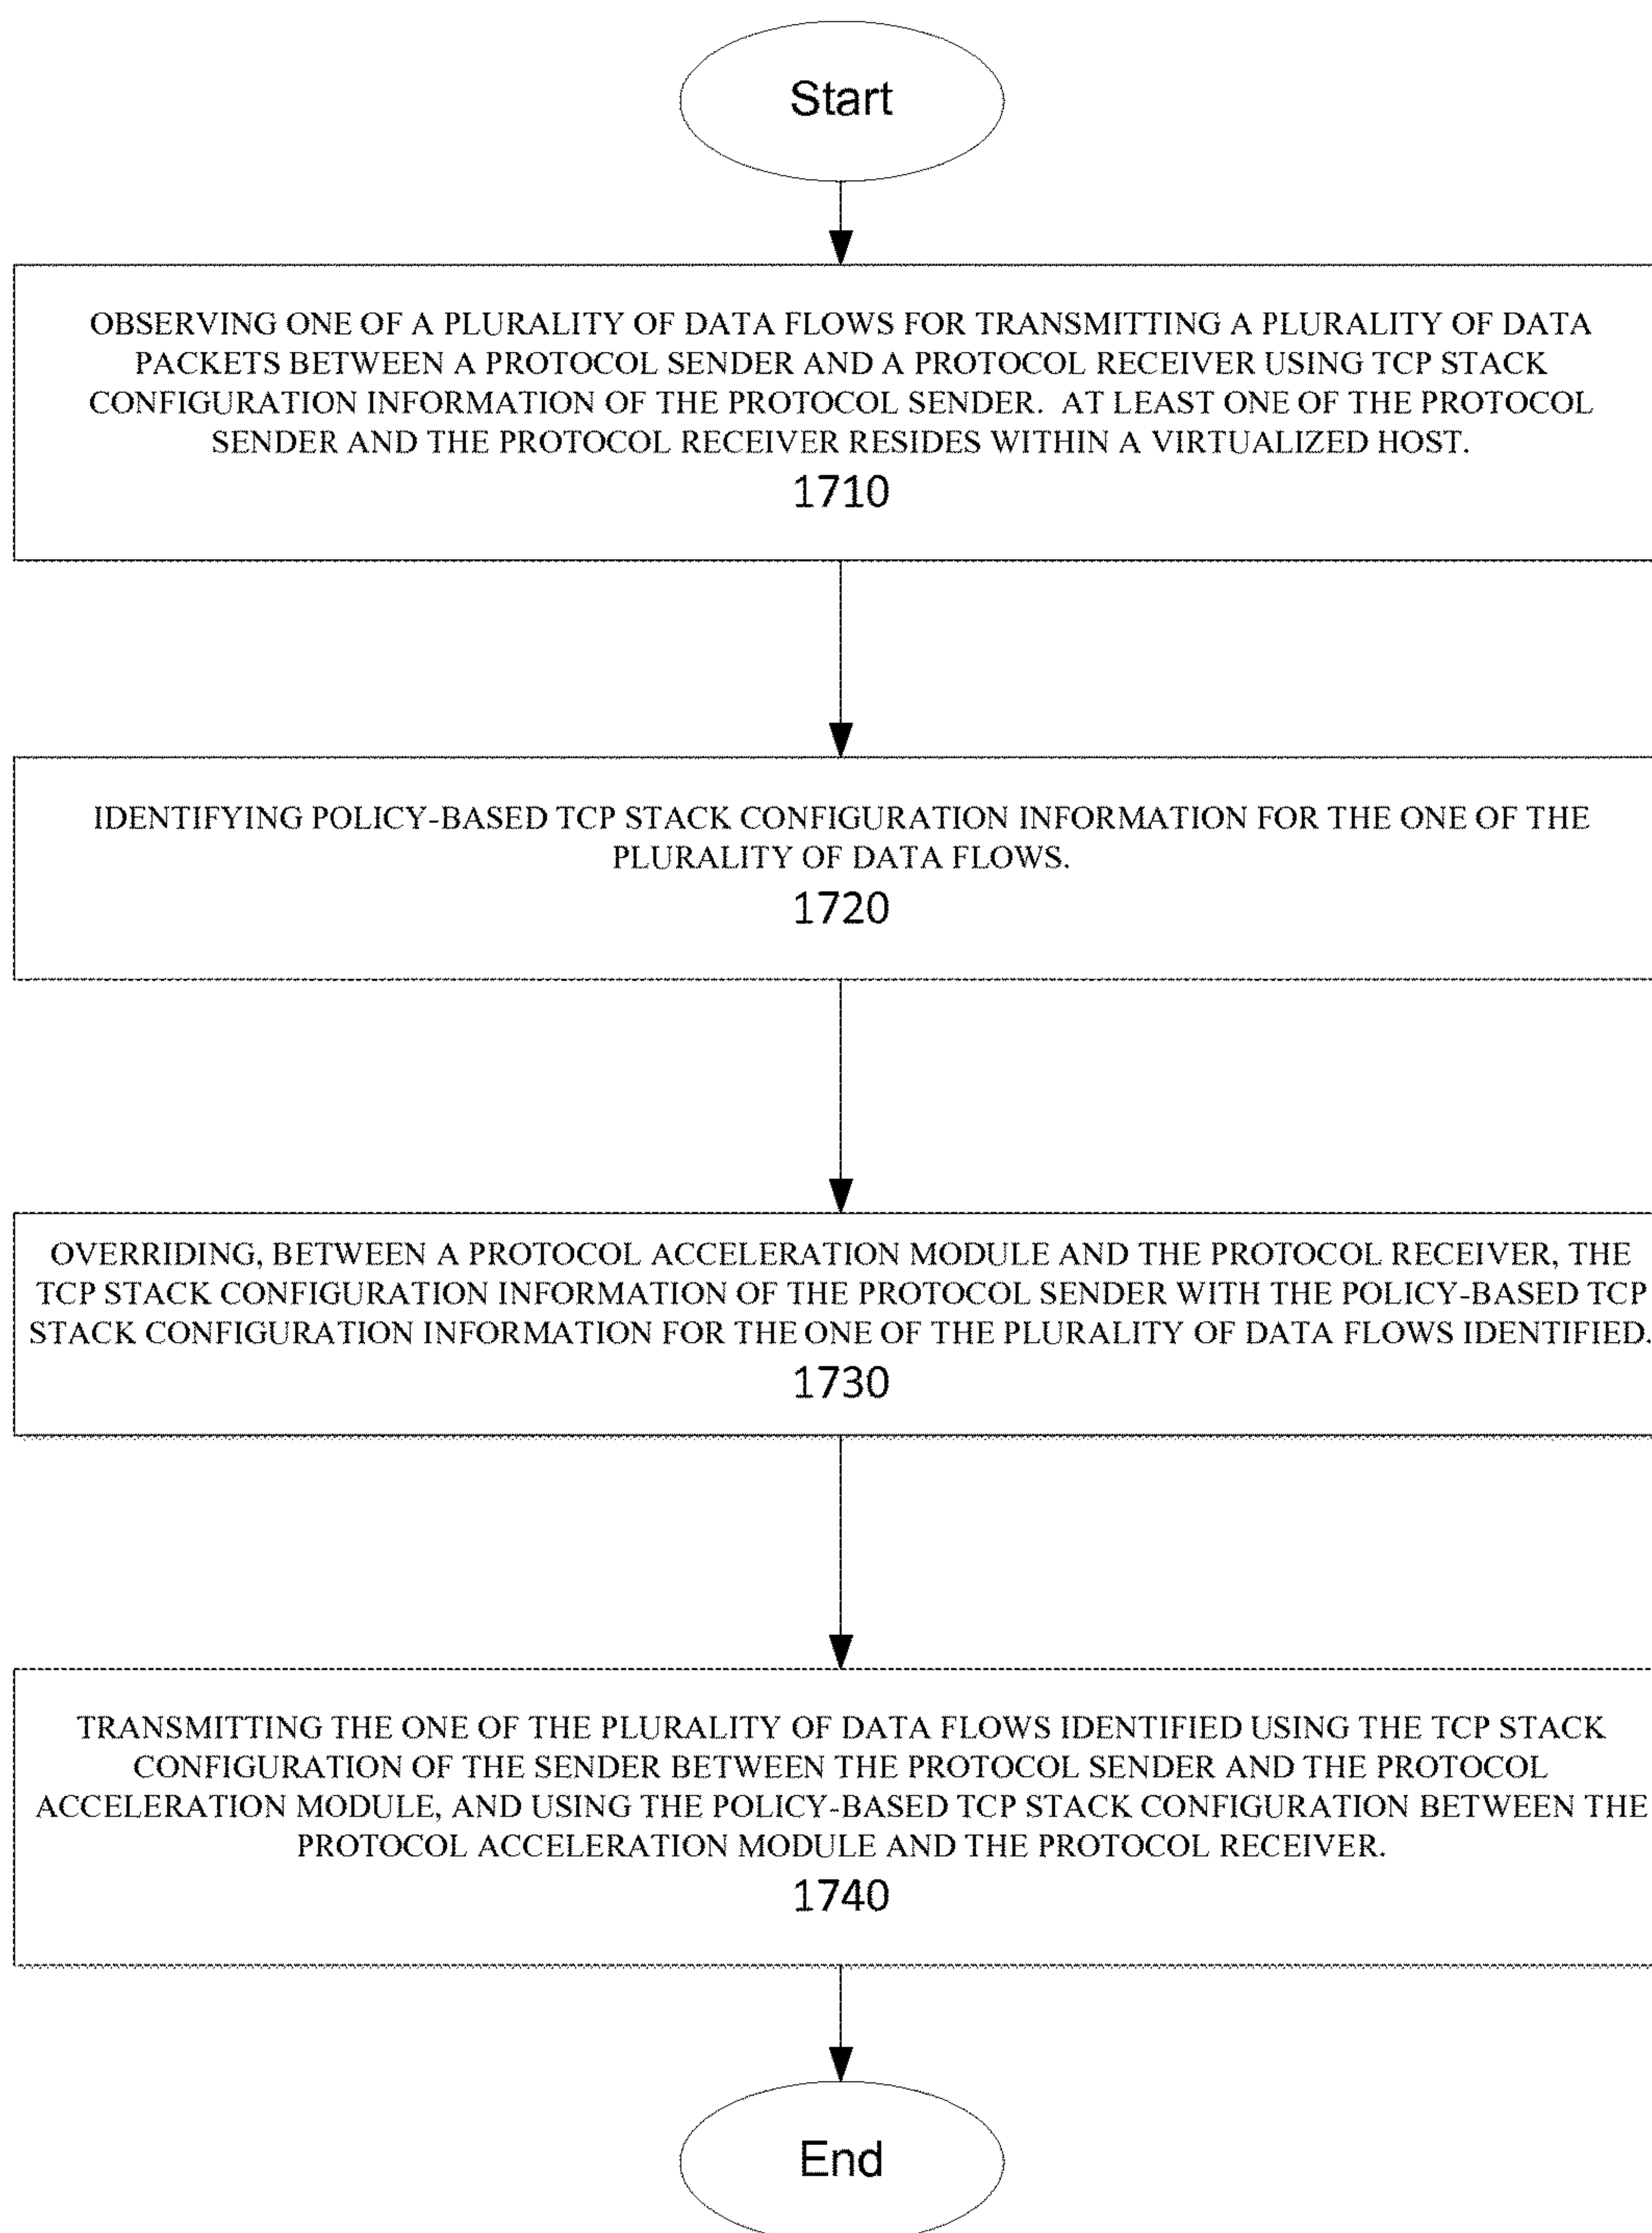 Start
OBSERVING ONE OF A PLURALITY OF DATA FLOWS FOR TRANSMITTING A PLURALITY OF DATA
PACKETS BETWEEN A PROTOCOL SENDER AND A PROTOCOL RECEIVER USING TCP STACK
CONFIGURATION INFORMATION OF THE PROTOCOL SENDER. AT LEAST ONE OF THE PROTOCOL
SENDER AND THE PROTOCOL RECEIVER RESIDES WITHIN A VIRTUALIZED HOST.
1710
IDENTIFYING POLICY-BASED TCP STACK CONFIGURATION INFORMATION FOR THE ONE OF THE
PLURALITY OF DATA FLOWS.
1720
OVERRIDING, BETWEEN A PROTOCOL ACCELERATION MODULE AND THE PROTOCOL RECEIVER, THE
TCP STACK CONFIGURATION INFORMATION OF THE PROTOCOL SENDER WITH THE POLICY-BASED TCP
STACK CONFIGURATION INFORMATION FOR THE ONE OF THE PLURALITY OF DATA FLOWS IDENTIFIED.
1730
TRANSMITTING THE ONE OF THE PLURALITY OF DATA FLOWS IDENTIFIED USING THE TCP STACK
CONFIGURATION OF THE SENDER BETWEEN THE PROTOCOL SENDER AND THE PROTOCOL
ACCELERATION MODULE, AND USING THE POLICY-BASED TCP STACK CONFIGURATION BETWEEN THE
PROTOCOL ACCELERATION MODULE AND THE PROTOCOL RECEIVER.
1740
End